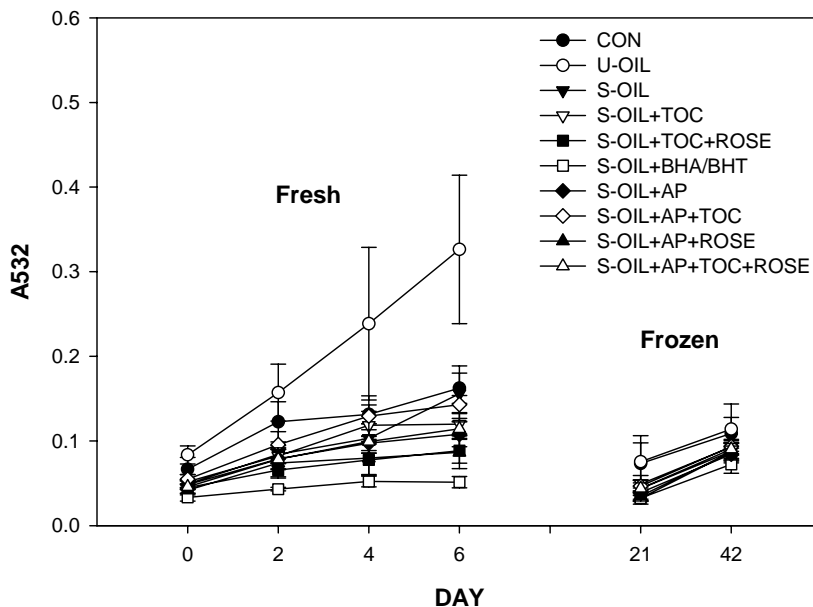 0.6
CON
U-OIL
S-OIL
0.5
S-OIL+TOC
S-OIL+TOC+ROSE
S-OIL+BHA/BHT
0.4
Fresh
S-OIL+AP
S-OIL+AP+TOC
S-OIL+AP+ROSE
S-OIL+AP+TOC+ROSE
A532
0.3
Frozen
0.2
0.1
0.0
0 2 4 6 21 42
DAY